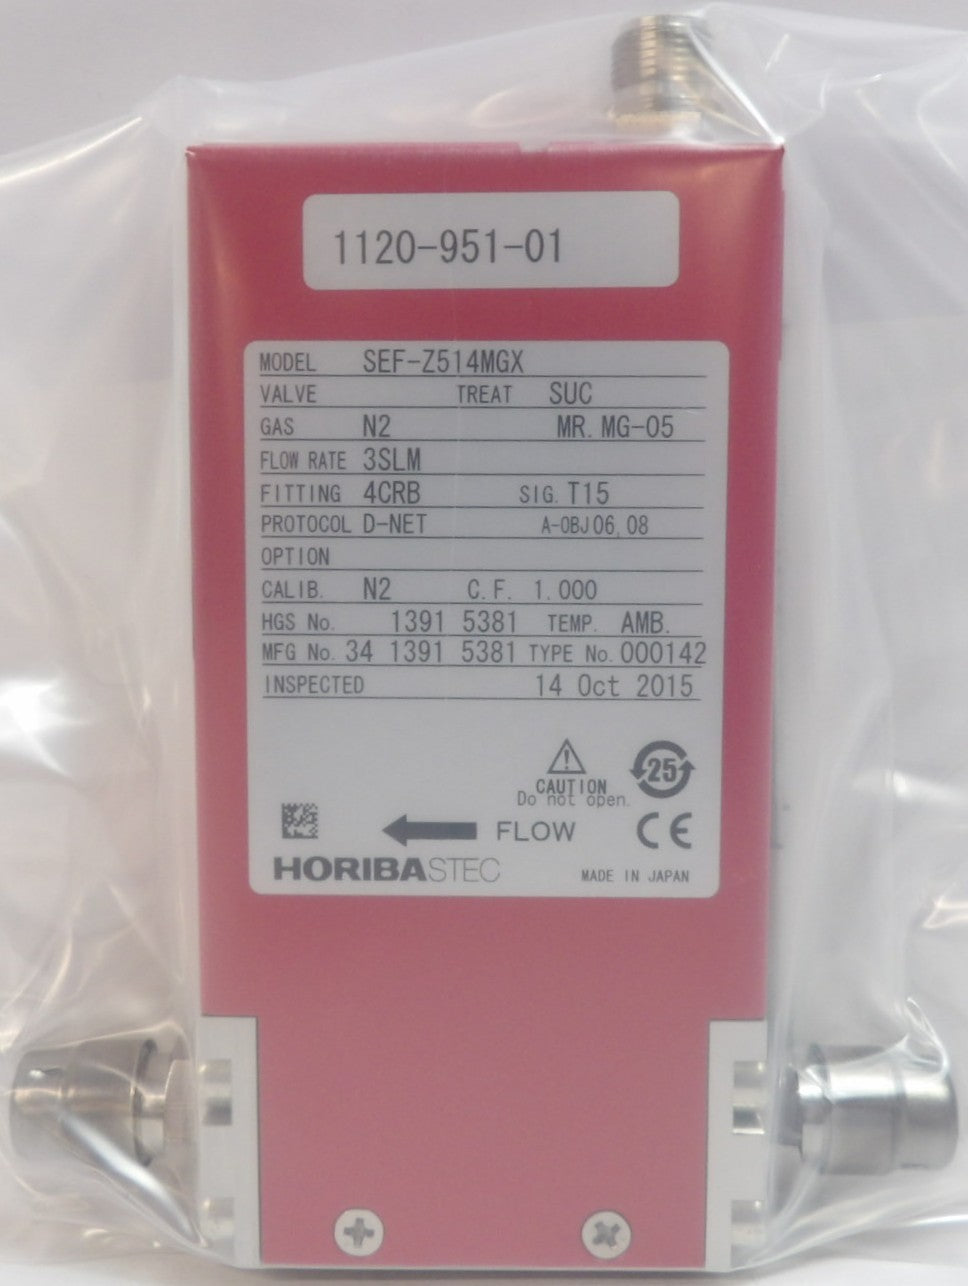 1120-951-01
MODEL SEF-Z514MGX
VALVE TREAT SUC
GAS N2 MR. MG-05
FLOW RATE 3SLM
FITTING 4CRB SIG. T15
PROTOCOL D-NET A-OBJ06,08
OPTION
CALIB. N2 C.F. 1.000
HGS No. 1391 5381 TEMP. AMB.
MFG No. 34 1391 5381 TYPE No. 000142
INSPECTED 14 Oct 2015
CAUTION
Do not open.
25
FLOW
CE
HORIBASTEC
MADE IN JAPAN